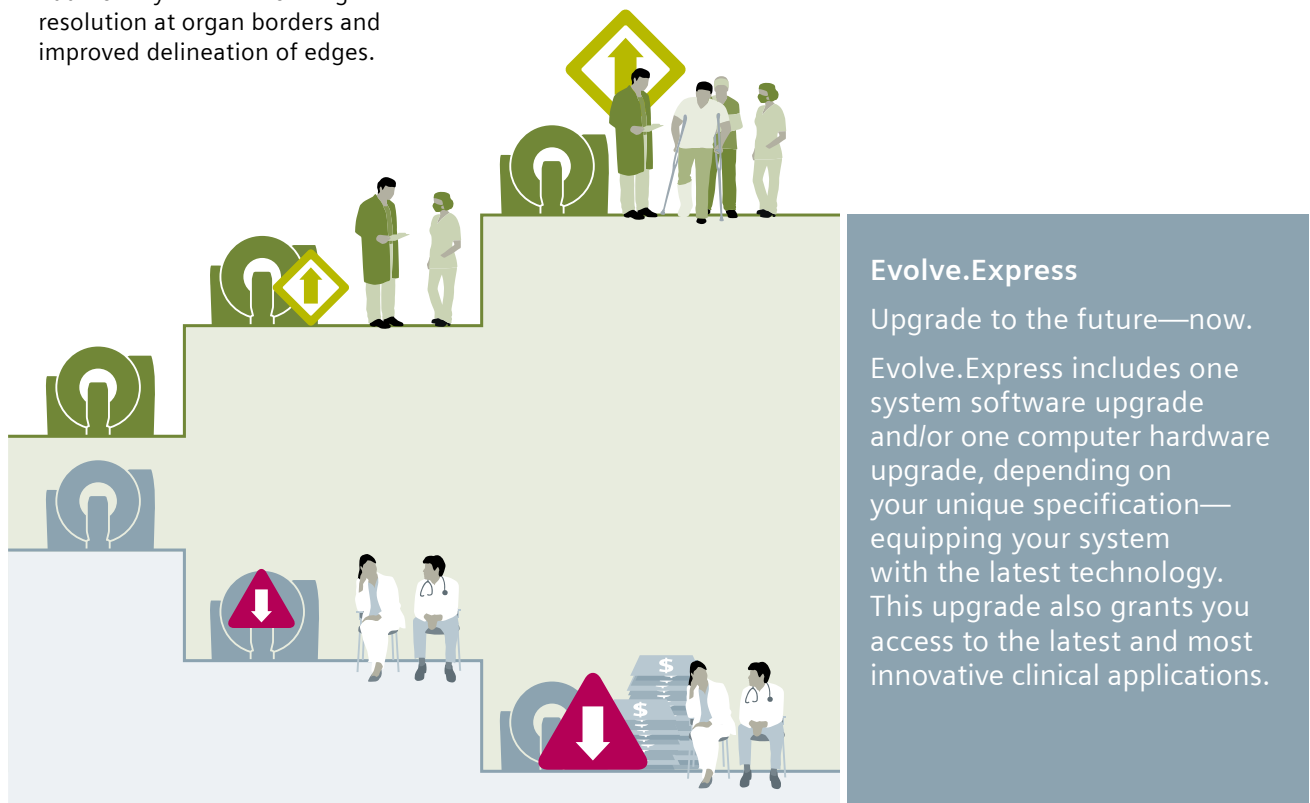 resolution at organ borders and
improved delineation of edges.
Evolve.Express
Upgrade to the future—now.
Evolve.Express includes one
system software upgrade
and/or one computer hardware
upgrade, depending on
your unique specification—
equipping your system
with the latest technology.
This upgrade also grants you
access to the latest and most
innovative clinical applications.
$
$